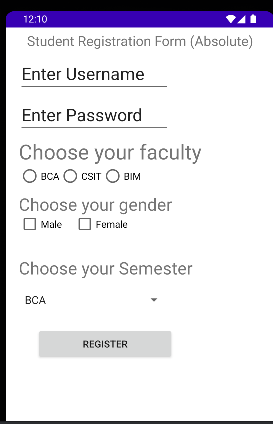 12:10
Student Registration Form (Absolute)
Enter Username
Enter Password
Choose your faculty
BCA CSIT BIM
Choose your gender
Male Female
Choose your Semester
BCA
REGISTER